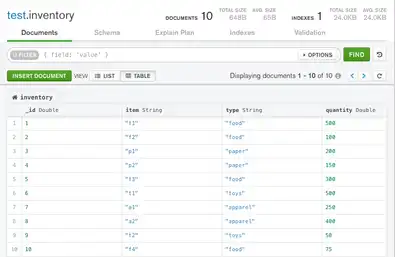 test.inventory
DOCUMENTS 10 TOTAL SIZE 648B AVG. SIZE 65B INDEXES 1 TOTAL SIZE 24.0KB AVG. SIZE 24.0KB
Documents Schema Explain Plan Indexes Validation
FILTER { field: 'value' } OPTIONS FIND
INSERT DOCUMENT VIEW LIST TABLE Displaying documents 1 - 10 of 10
inventory
_id Double item String type String quantity Double
1 1 "f1" "food" 500
2 2 "f2" "food" 100
3 3 "p1" "paper" 200
4 4 "p2" "paper" 150
5 5 "f3" "food" 300
6 6 "t1" "toys" 500
7 7 "a1" "apparel" 250
8 8 "a2" "apparel" 400
9 9 "t2" "toys" 50
10 10 "f4" "food" 75